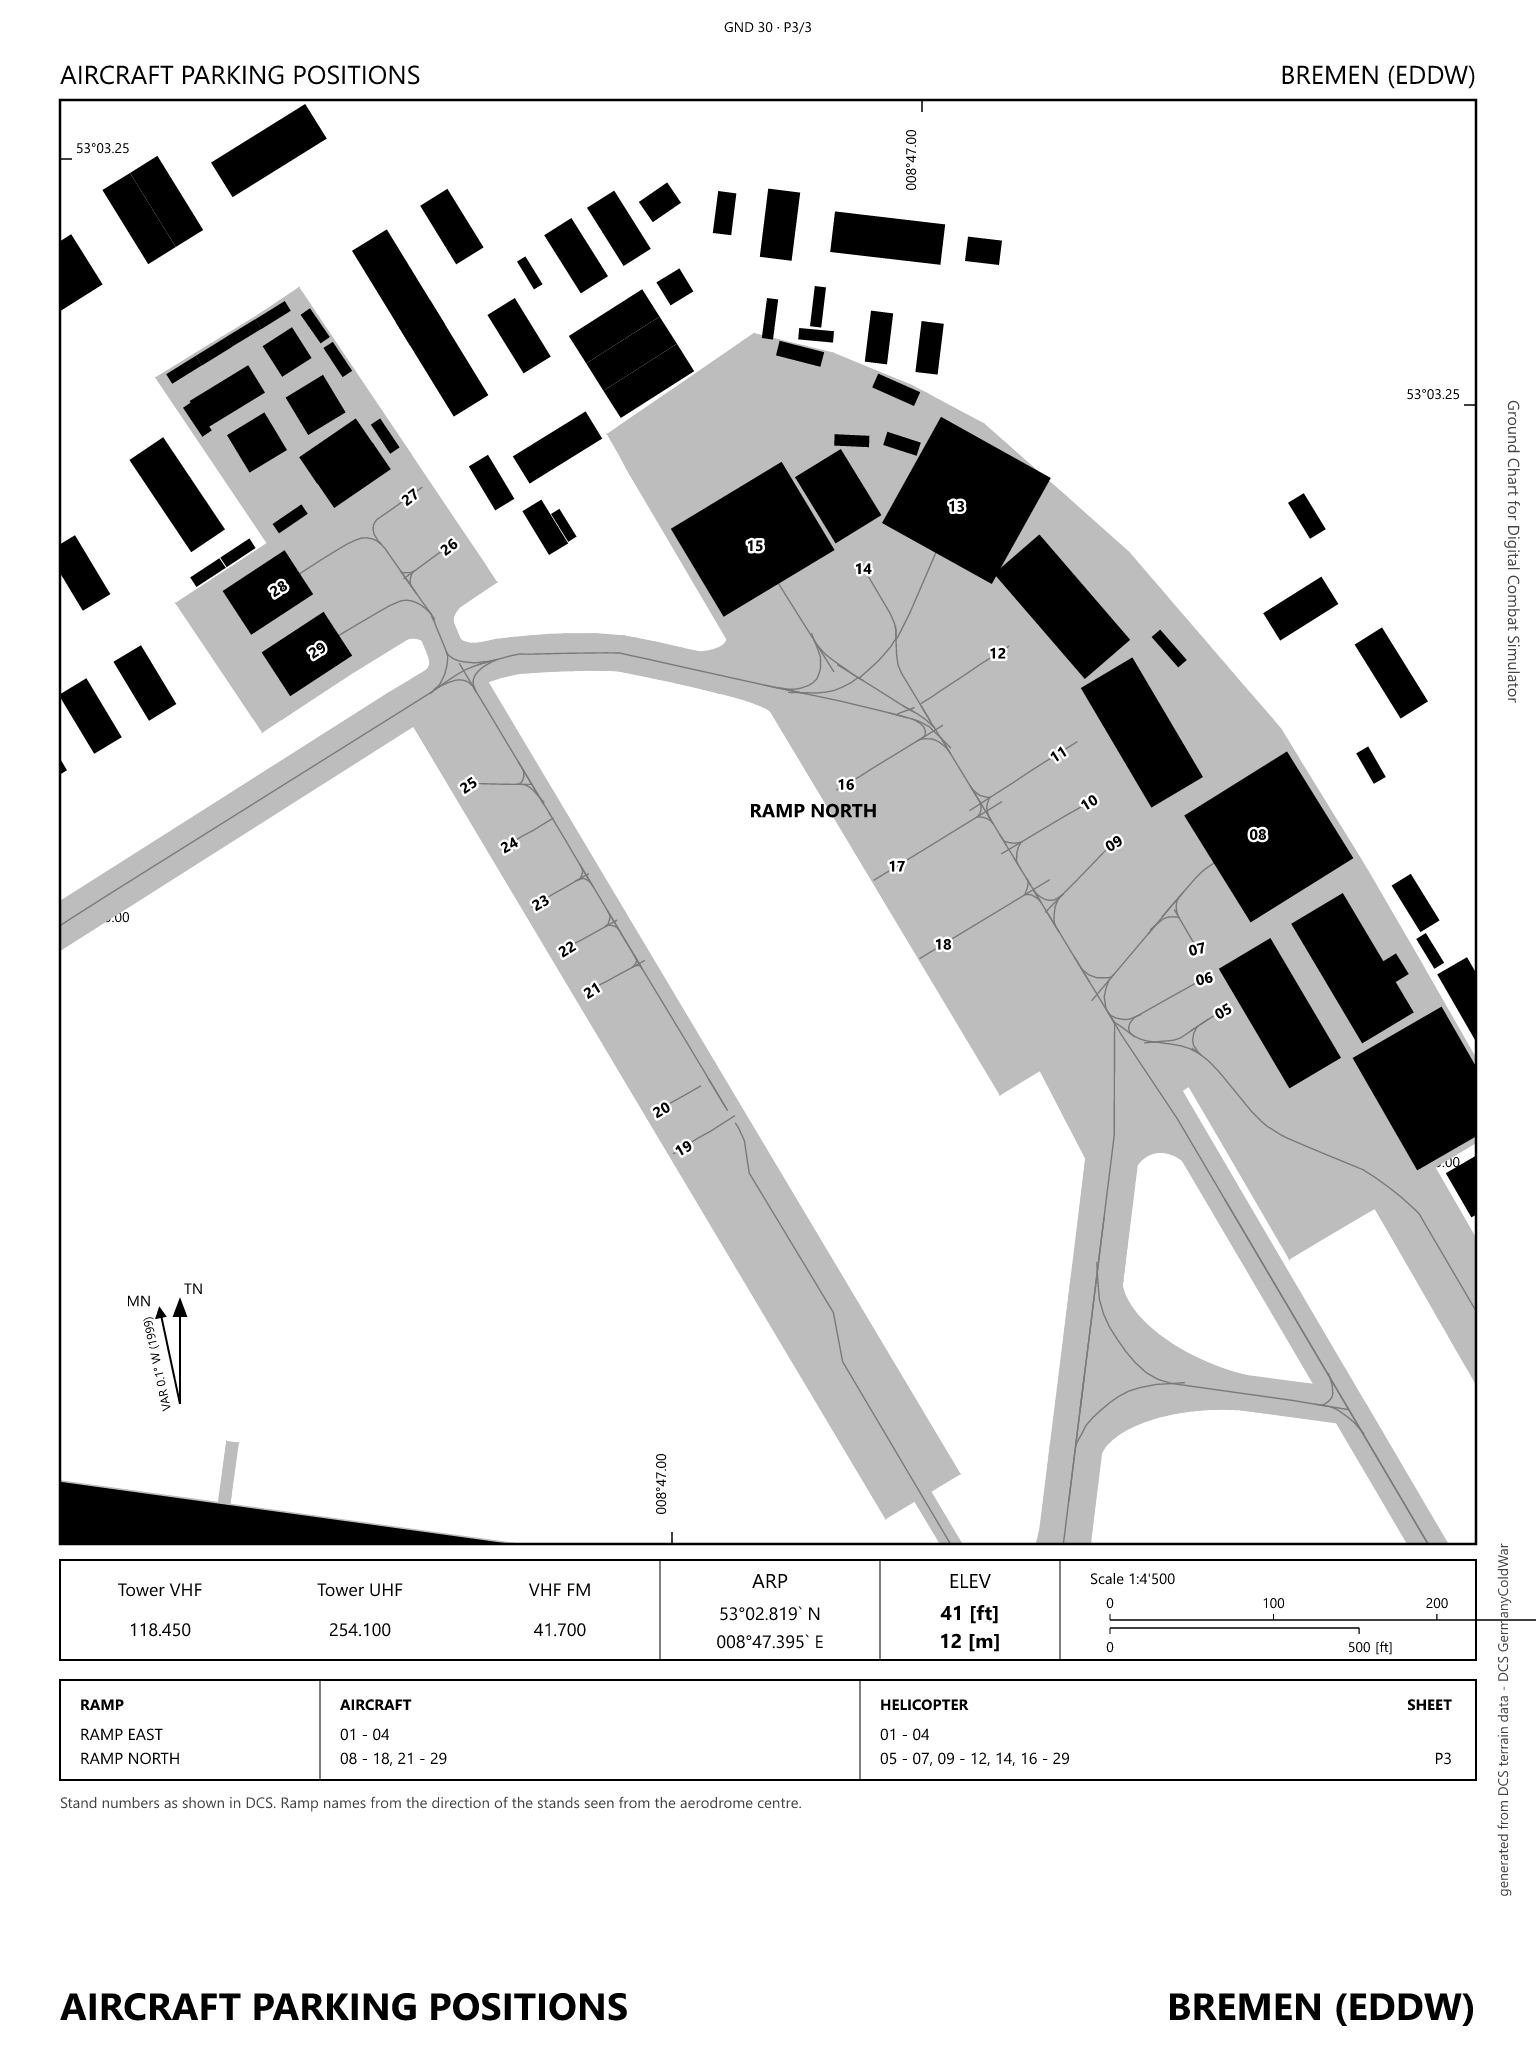 GND 30 · P3/3
AIRCRAFT PARKING POSITIONS
BREMEN (EDDW)
53°03.25
008°47.00
53°03.25
27
26
28
29
15
13
14
12
11
10
09
08
07
06
05
16
RAMP NORTH
17
18
25
24
23
22
21
20
19
.00
.00
MN
TN
VAR 0.1° W (1999)
008°47.00
Ground Chart for Digital Combat Simulator
generated from DCS terrain data - DCS GermanyColdWar
Tower VHF
118.450
Tower UHF
254.100
VHF FM
41.700
ARP
53°02.819` N
008°47.395` E
ELEV
41 [ft]
12 [m]
Scale 1:4'500
0 100 200
0 500 [ft]
RAMP AIRCRAFT HELICOPTER SHEET
RAMP EAST 01 - 04 01 - 04
RAMP NORTH 08 - 18, 21 - 29 05 - 07, 09 - 12, 14, 16 - 29 P3
Stand numbers as shown in DCS. Ramp names from the direction of the stands seen from the aerodrome centre.
AIRCRAFT PARKING POSITIONS
BREMEN (EDDW)